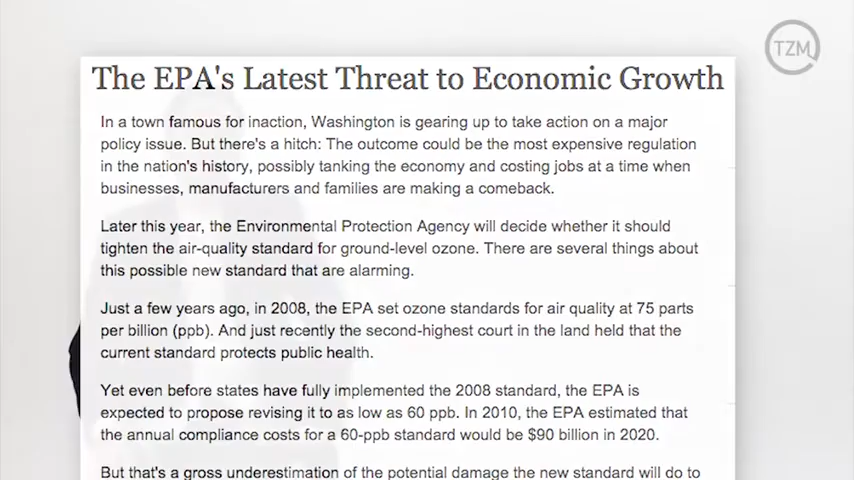 TZM
The EPA's Latest Threat to Economic Growth
In a town famous for inaction, Washington is gearing up to take action on a major
policy issue. But there's a hitch: The outcome could be the most expensive regulation
in the nation's history, possibly tanking the economy and costing jobs at a time when
businesses, manufacturers and families are making a comeback.
Later this year, the Environmental Protection Agency will decide whether it should
tighten the air-quality standard for ground-level ozone. There are several things about
this possible new standard that are alarming.
Just a few years ago, in 2008, the EPA set ozone standards for air quality at 75 parts
per billion (ppb). And just recently the second-highest court in the land held that the
current standard protects public health.
Yet even before states have fully implemented the 2008 standard, the EPA is
expected to propose revising it to as low as 60 ppb. In 2010, the EPA estimated that
the annual compliance costs for a 60-ppb standard would be $90 billion in 2020.
But that's a gross underestimation of the potential damage the new standard will do to